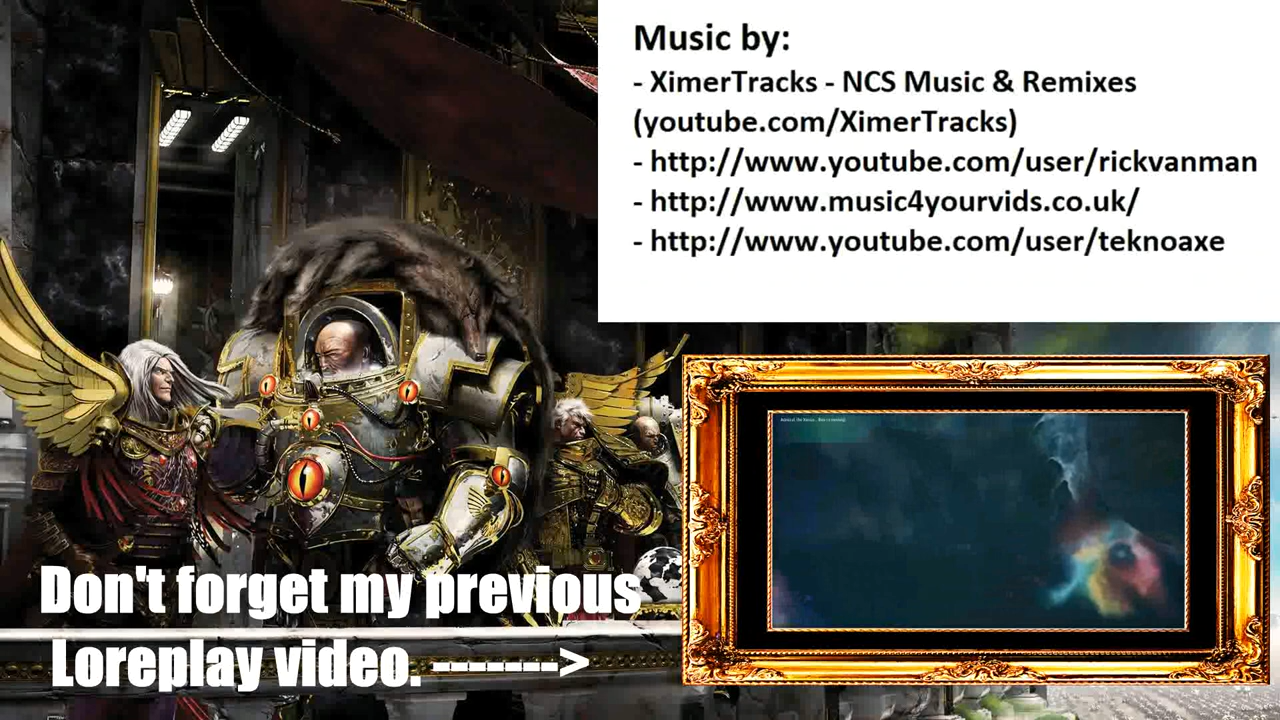 Music by:
- XimerTracks - NCS Music & Remixes
(youtube.com/XimerTracks)
- http://www.youtube.com/user/rickvanman
- http://www.music4yourvids.co.uk/
- http://www.youtube.com/user/teknoaxe
Don't forget my previous
Loreplay video. ------->